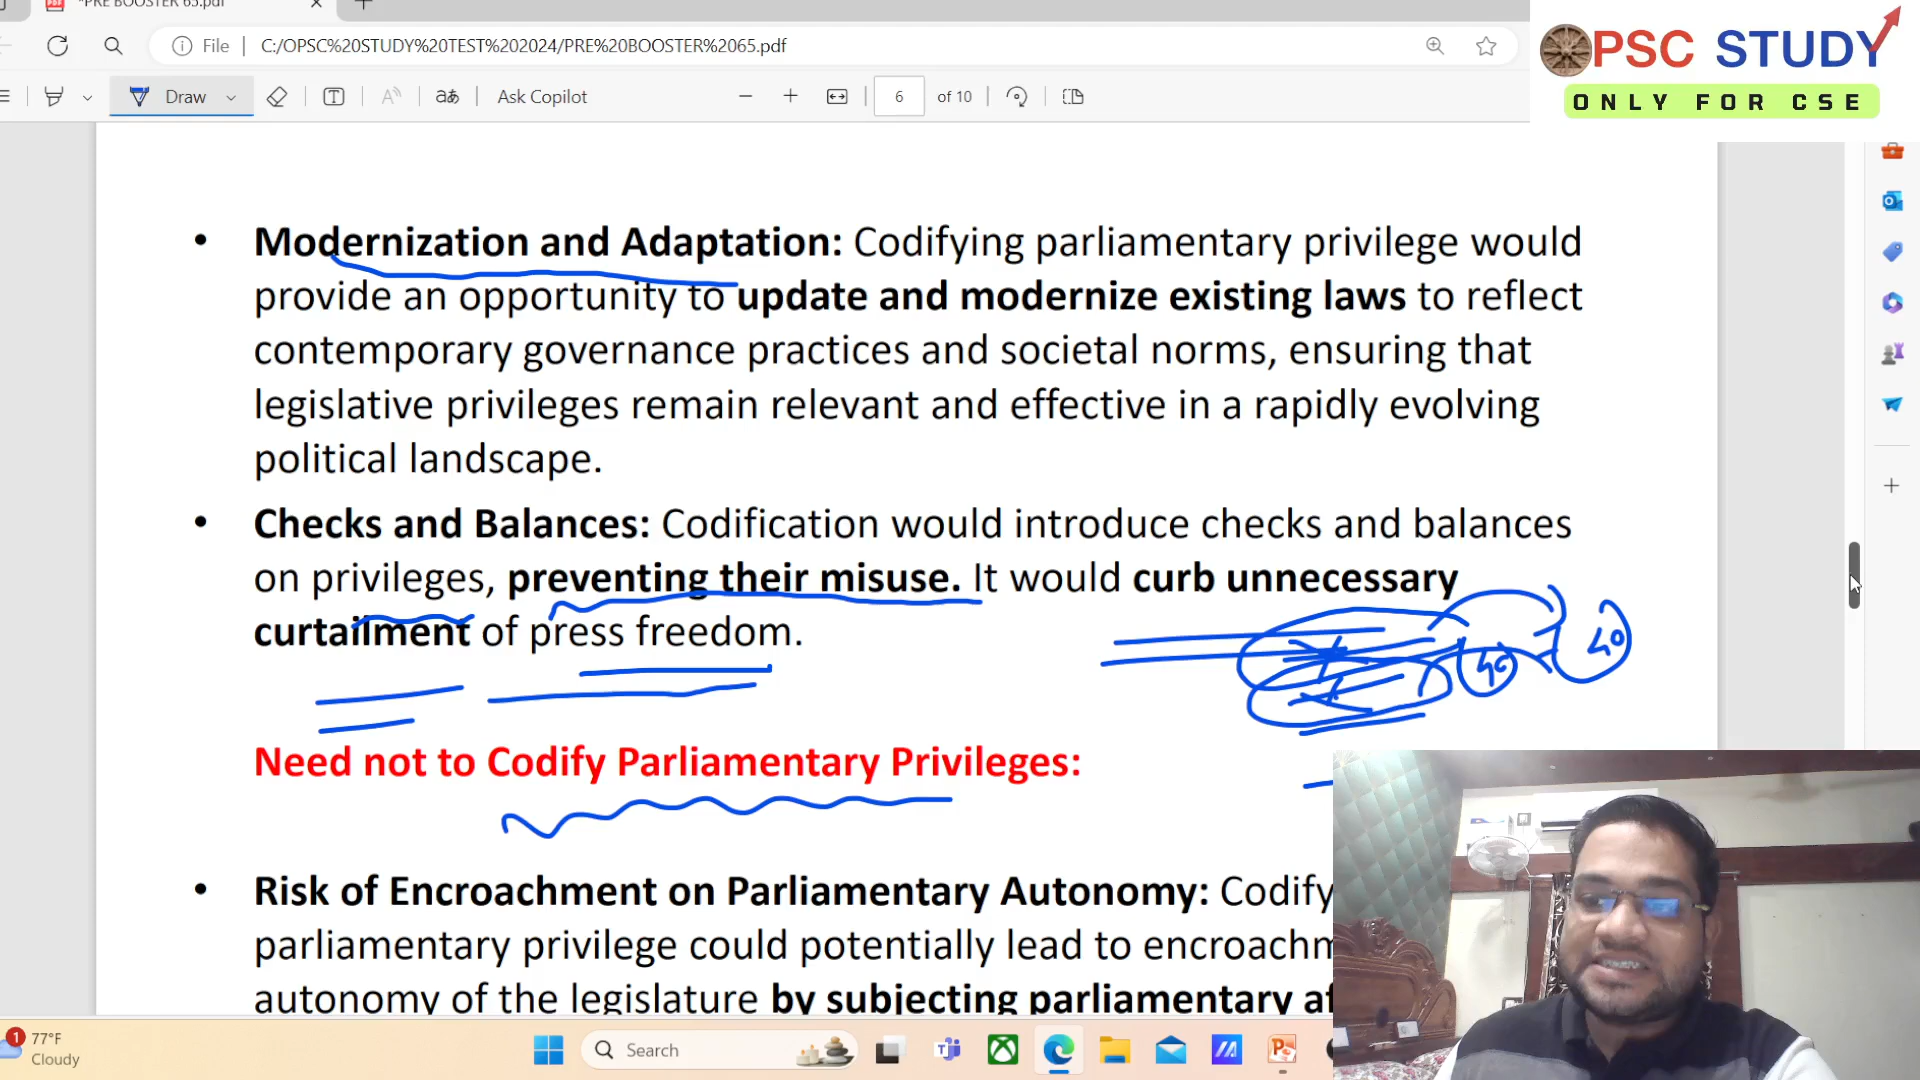 *PRE BOOSTER 65.pdf
File
C:/OPSC%20STUDY%20TEST%202024/PRE%20BOOSTER%2065.pdf
PSC STUDY
ONLY FOR CSE
Draw
Ask Copilot
6 of 10
• Modernization and Adaptation: Codifying parliamentary privilege would
provide an opportunity to update and modernize existing laws to reflect
contemporary governance practices and societal norms, ensuring that
legislative privileges remain relevant and effective in a rapidly evolving
political landscape.
• Checks and Balances: Codification would introduce checks and balances
on privileges, preventing their misuse. It would curb unnecessary
curtailment of press freedom.
40
40
Need not to Codify Parliamentary Privileges:
• Risk of Encroachment on Parliamentary Autonomy: Codify
parliamentary privilege could potentially lead to encroachm
autonomy of the legislature by subjecting parliamentary af
1
77°F
Cloudy
Search